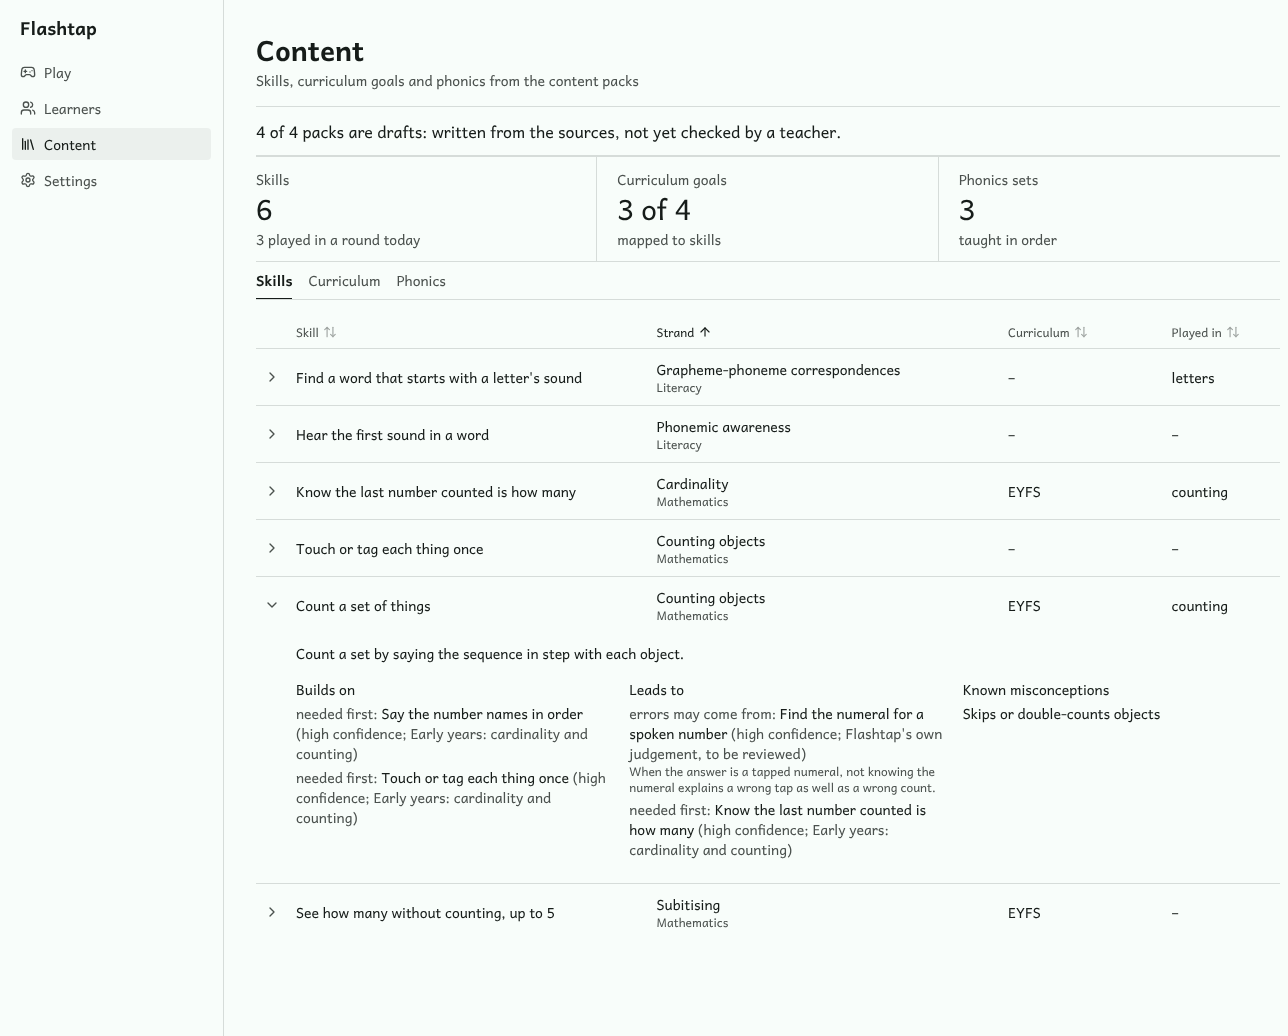 Flashtap
Play
Learners
Content
Settings
Content
Skills, curriculum goals and phonics from the content packs
4 of 4 packs are drafts: written from the sources, not yet checked by a teacher.
Skills
6
3 played in a round today
Curriculum goals
3 of 4
mapped to skills
Phonics sets
3
taught in order
Skills Curriculum Phonics
Skill Strand Curriculum Played in
Find a word that starts with a letter's sound
Grapheme-phoneme correspondences
Literacy
–
letters
Hear the first sound in a word
Phonemic awareness
Literacy
–
–
Know the last number counted is how many
Cardinality
Mathematics
EYFS
counting
Touch or tag each thing once
Counting objects
Mathematics
–
–
Count a set of things
Counting objects
Mathematics
EYFS
counting
Count a set by saying the sequence in step with each object.
Builds on
needed first: Say the number names in order
(high confidence; Early years: cardinality and
counting)
needed first: Touch or tag each thing once (high
confidence; Early years: cardinality and
counting)
Leads to
errors may come from: Find the numeral for a
spoken number (high confidence; Flashtap's own
judgement, to be reviewed)
When the answer is a tapped numeral, not knowing the
numeral explains a wrong tap as well as a wrong count.
needed first: Know the last number counted is
how many (high confidence; Early years:
cardinality and counting)
Known misconceptions
Skips or double-counts objects
See how many without counting, up to 5
Subitising
Mathematics
EYFS
–